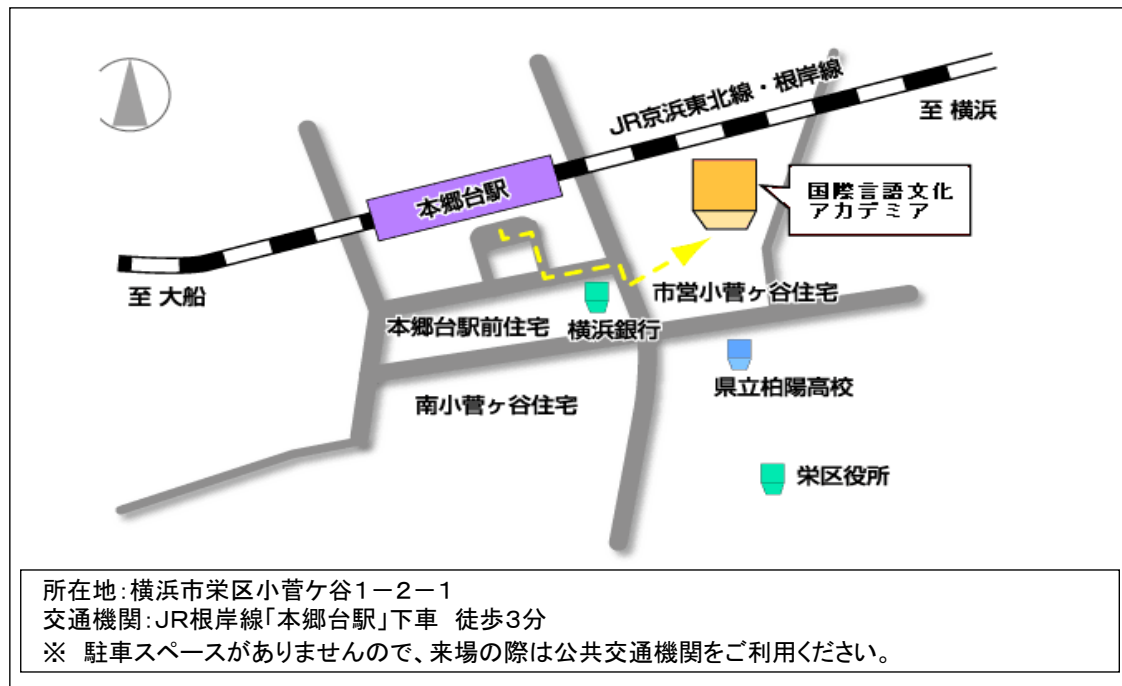 JR京浜東北線・根岸線
至 横浜
本郷台駅
国際言語文化
アカデミア
至 大船
市営小菅ヶ谷住宅
本郷台駅前住宅
横浜銀行
県立柏陽高校
南小菅ヶ谷住宅
栄区役所
所在地:横浜市栄区小菅ケ谷1-2-1
交通機関:JR根岸線「本郷台駅」下車 徒歩3分
※ 駐車スペースがありませんので、来場の際は公共交通機関をご利用ください。